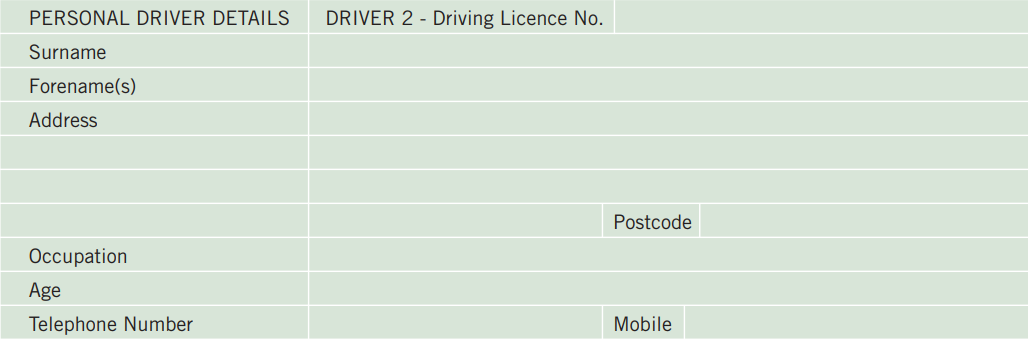 PERSONAL DRIVER DETAILS DRIVER 2 - Driving Licence No.
Surname
Forename(s)
Address
Postcode
Occupation
Age
Telephone Number Mobile